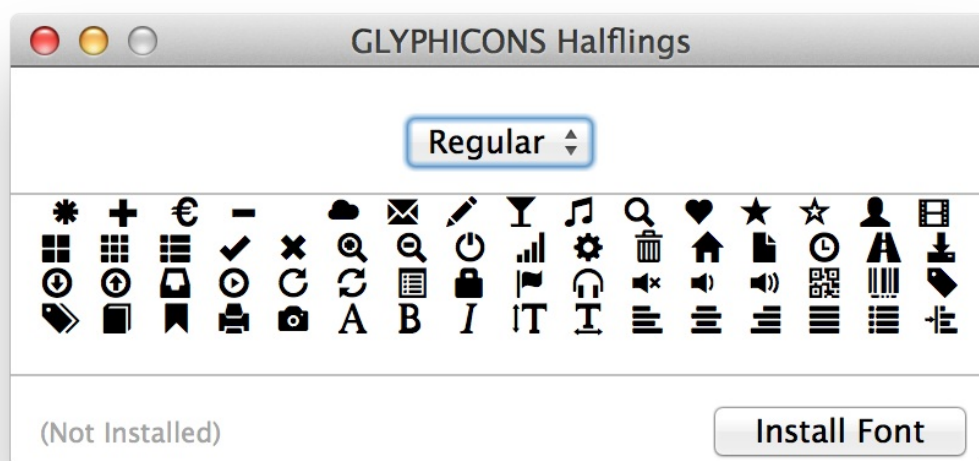 GLYPHICONS Halflings
Regular
(Not Installed)
Install Font